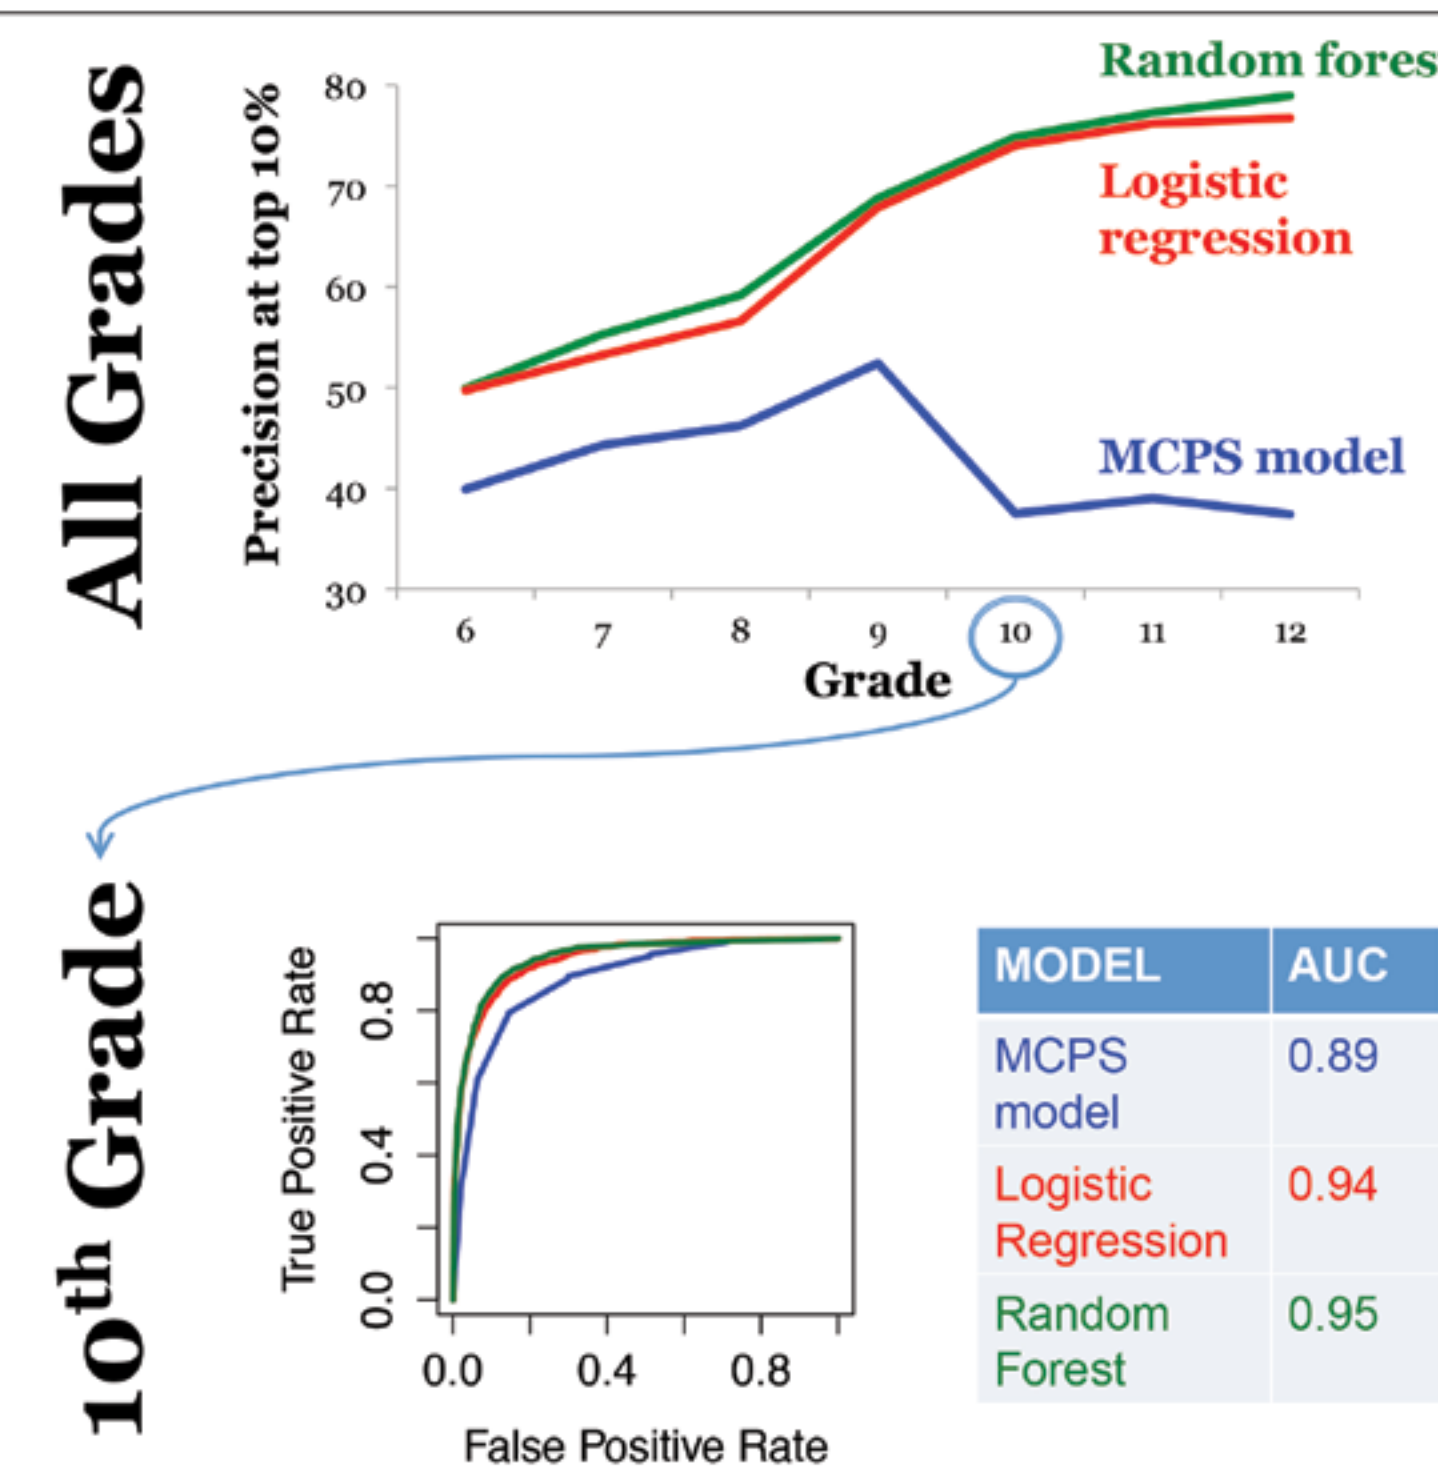 All Grades
Precision at top 10%
80
70
60
50
40
30
Random fores
Logistic
regression
MCPS model
6 7 8 9 10 11 12
Grade
10th Grade
True Positive Rate
0.8
0.4
0.0
0.0 0.4 0.8
False Positive Rate
MODEL AUC
MCPS 0.89
model
Logistic 0.94
Regression
Random 0.95
Forest